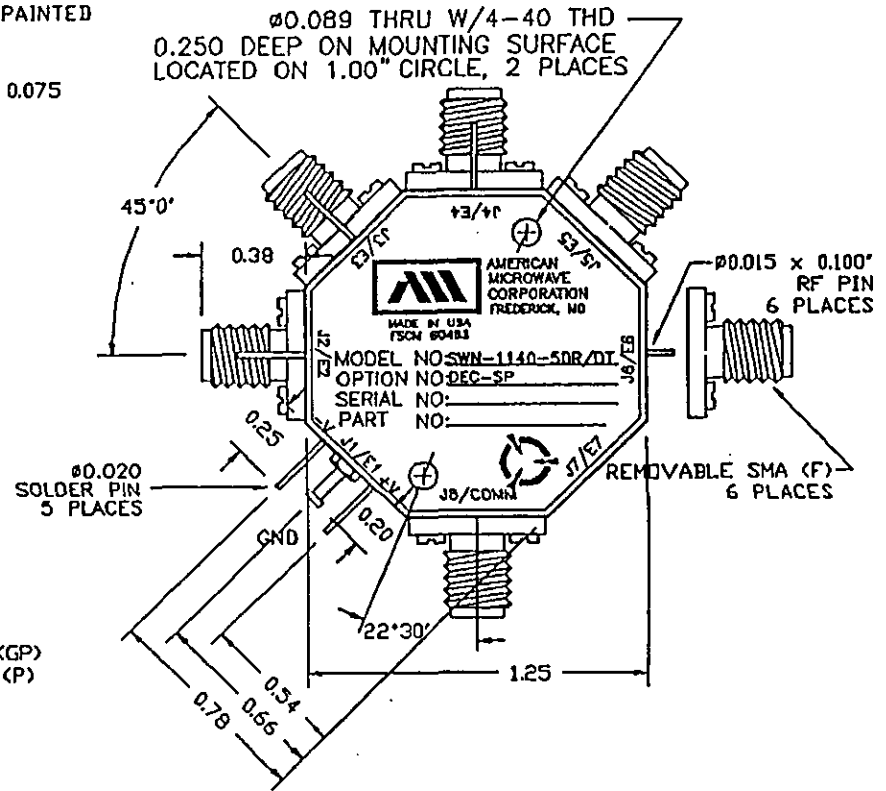 PAINTED
ø0.089 THRU W/4-40 THD
0.250 DEEP ON MOUNTING SURFACE
LOCATED ON 1.00" CIRCLE, 2 PLACES
0.075
45°0'
0.38
J3/E3
J4/E4
J5/E5
AMERICAN
MICROWAVE
CORPORATION
FREDERICK, MD
MADE IN USA
FSCM 60483
ø0.015 x 0.100"
RF PIN
6 PLACES
J2/E2
J6/E6
MODEL NO:SWN-1140-5DR/DT,
OPTION NO:DEC-SP
SERIAL NO:
PART NO:
0.25
-V J1/E1 +V
J7/E7
J8/CONN
REMOVABLE SMA (F)
6 PLACES
ø0.020
SOLDER PIN
5 PLACES
GND
0.20
22°30'
(GP)
(P)
1.25
0.54
0.66
0.78